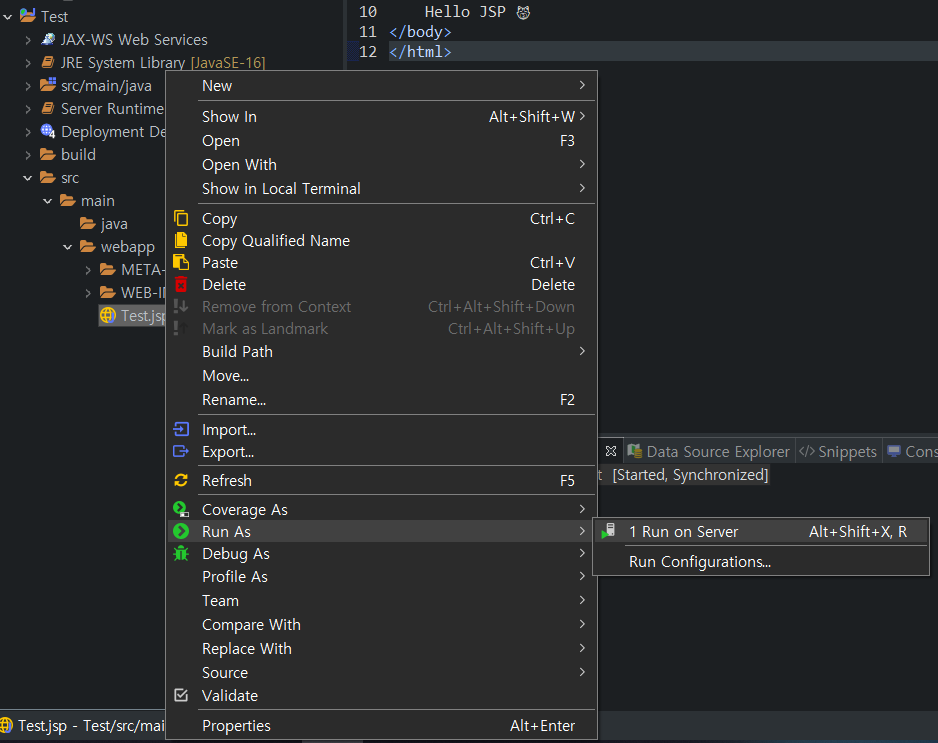 Test
JAX-WS Web Services
JRE System Library [JavaSE-16]
src/main/java
Server Runtime
Deployment De
build
src
main
java
webapp
META-
WEB-I
Test.jsp
10 Hello JSP 🐱
11 </body>
12 </html>
New
Show In Alt+Shift+W
Open F3
Open With
Show in Local Terminal
Copy Ctrl+C
Copy Qualified Name
Paste Ctrl+V
Delete Delete
Remove from Context Ctrl+Alt+Shift+Down
Mark as Landmark Ctrl+Alt+Shift+Up
Build Path
Move...
Rename... F2
Import...
Export...
Refresh F5
Coverage As
Run As
Debug As
Profile As
Team
Compare With
Replace With
Source
Validate
Properties Alt+Enter
1 Run on Server Alt+Shift+X, R
Run Configurations...
Data Source Explorer Snippets Cons
t [Started, Synchronized]
Test.jsp - Test/src/mai